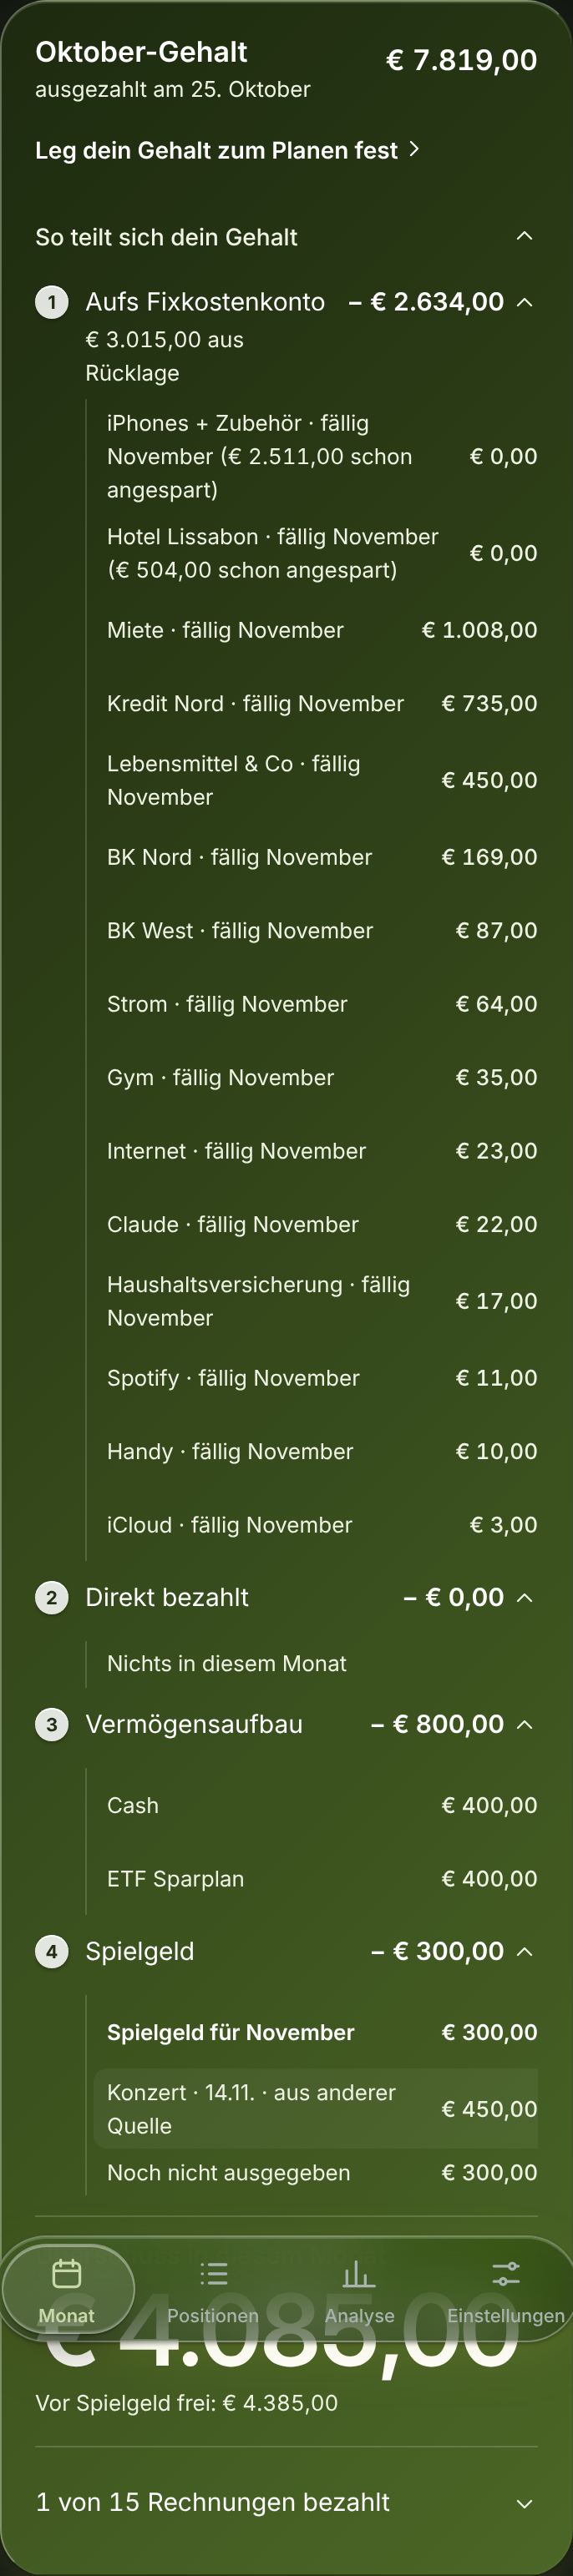 Oktober-Gehalt
€ 7.819,00
ausgezahlt am 25. Oktober
Leg dein Gehalt zum Planen fest
So teilt sich dein Gehalt
1 Aufs Fixkostenkonto – € 2.634,00
€ 3.015,00 aus
Rücklage
iPhones + Zubehör · fällig
November (€ 2.511,00 schon
angespart)
€ 0,00
Hotel Lissabon · fällig November
(€ 504,00 schon angespart)
€ 0,00
Miete · fällig November € 1.008,00
Kredit Nord · fällig November € 735,00
Lebensmittel & Co · fällig
November
€ 450,00
BK Nord · fällig November € 169,00
BK West · fällig November € 87,00
Strom · fällig November € 64,00
Gym · fällig November € 35,00
Internet · fällig November € 23,00
Claude · fällig November € 22,00
Haushaltsversicherung · fällig
November
€ 17,00
Spotify · fällig November € 11,00
Handy · fällig November € 10,00
iCloud · fällig November € 3,00
2 Direkt bezahlt – € 0,00
Nichts in diesem Monat
3 Vermögensaufbau – € 800,00
Cash € 400,00
ETF Sparplan € 400,00
4 Spielgeld – € 300,00
Spielgeld für November € 300,00
Konzert · 14.11. · aus anderer
Quelle
€ 450,00
Noch nicht ausgegeben € 300,00
Monat Positionen Analyse Einstellungen
€ 4.085,00
Vor Spielgeld frei: € 4.385,00
1 von 15 Rechnungen bezahlt